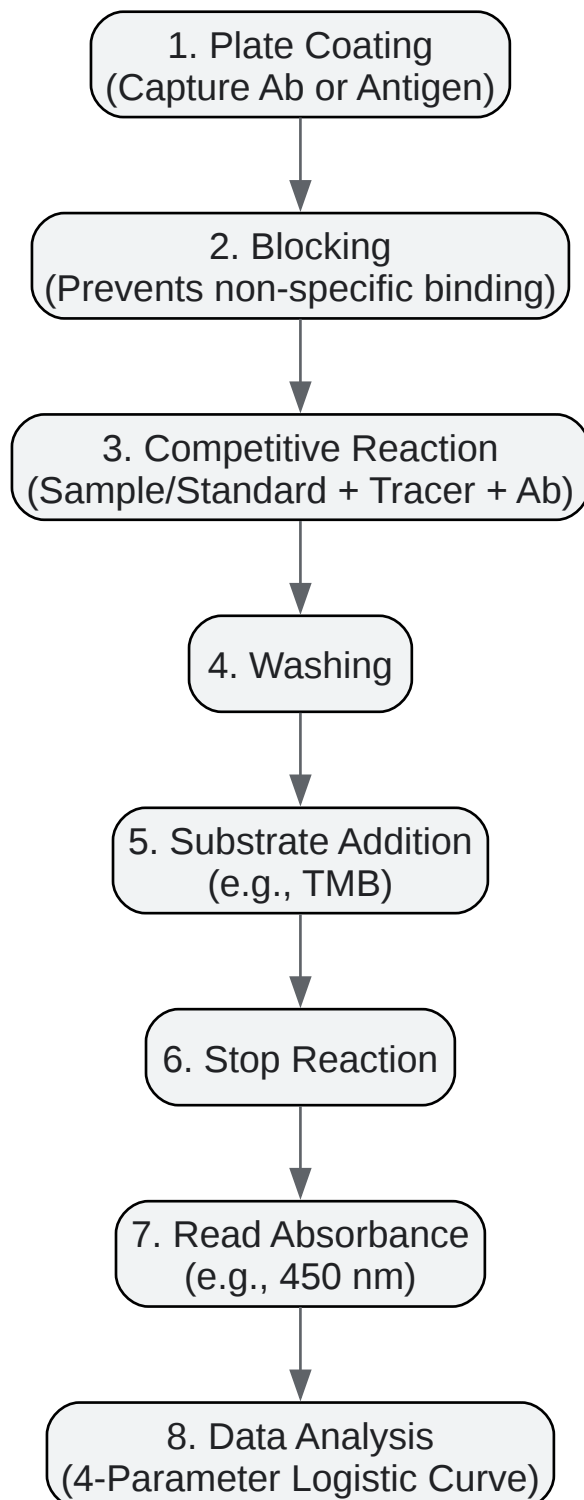 1. Plate Coating
(Capture Ab or Antigen)
2. Blocking
(Prevents non-specific binding)
3. Competitive Reaction
(Sample/Standard + Tracer + Ab)
4. Washing
5. Substrate Addition
(e.g., TMB)
6. Stop Reaction
7. Read Absorbance
(e.g., 450 nm)
8. Data Analysis
(4-Parameter Logistic Curve)